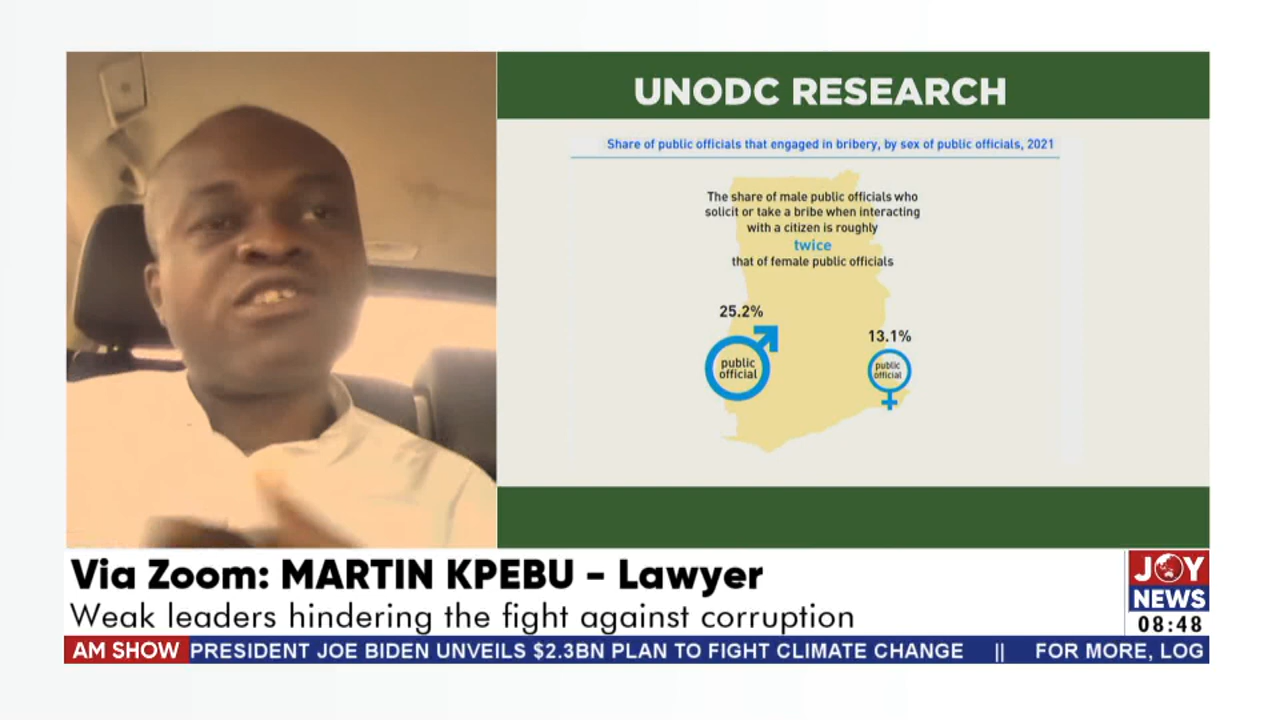 UNODC RESEARCH
Share of public officials that engaged in bribery, by sex of public officials, 2021
The share of male public officials who
solicit or take a bribe when interacting
with a citizen is roughly
twice
that of female public officials
25.2%
public
official
13.1%
public
official
Via Zoom: MARTIN KPEBU - Lawyer
Weak leaders hindering the fight against corruption
JOY
NEWS
08:48
AM SHOW
PRESIDENT JOE BIDEN UNVEILS $2.3BN PLAN TO FIGHT CLIMATE CHANGE || FOR MORE, LOG